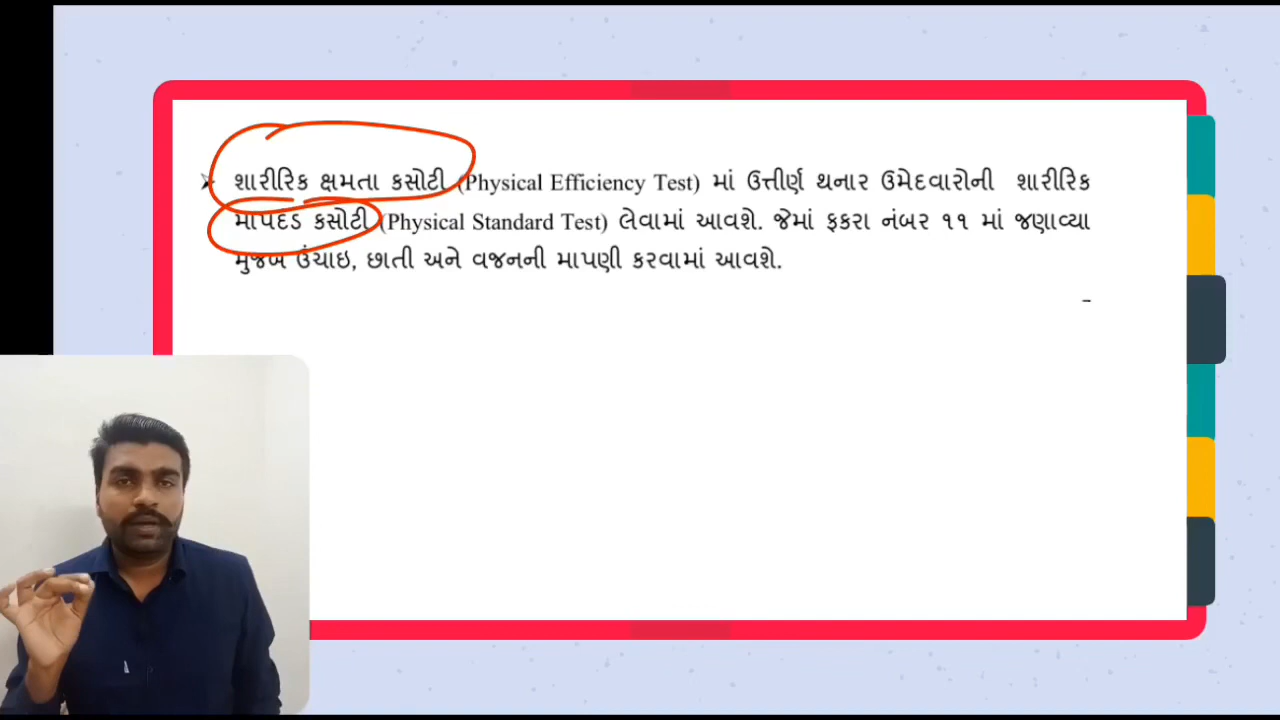 ➤ શારીરિક ક્ષમતા કસોટી (Physical Efficiency Test) માં ઉત્તીર્ણ થનાર ઉમેદવારોની શારીરિક
માપદંડ કસોટી (Physical Standard Test) લેવામાં આવશે. જેમાં ફકરા નંબર ૧૧ માં જણાવ્યા
મુજબ ઉંચાઇ, છાતી અને વજનની માપણી કરવામાં આવશે.